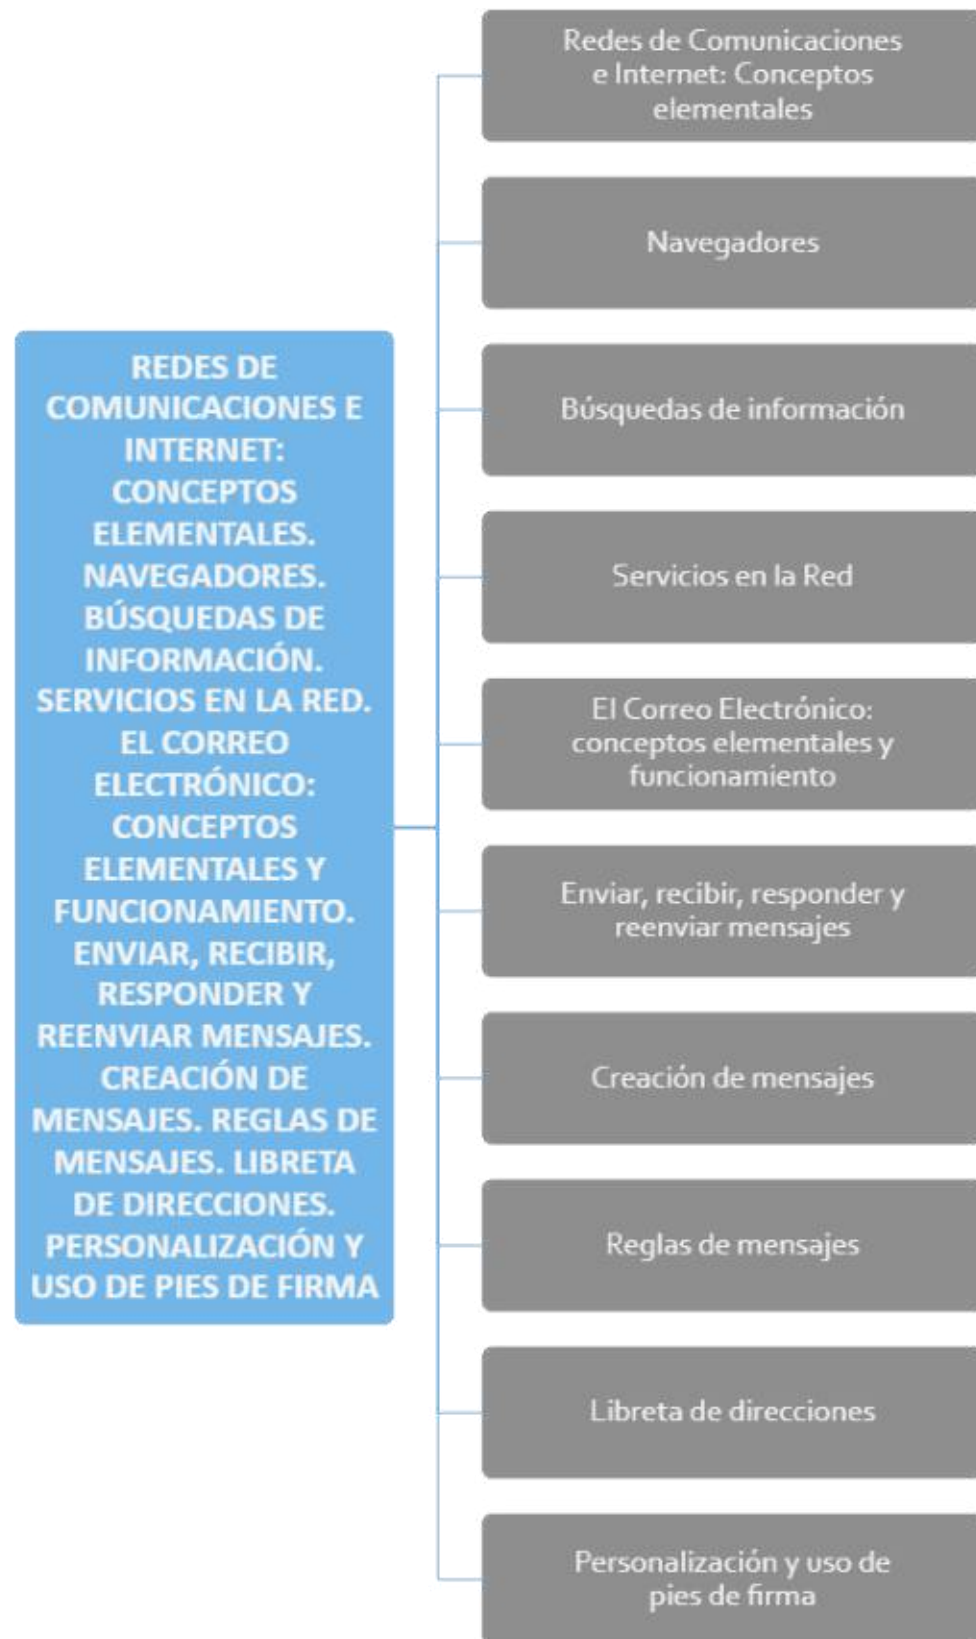 Redes de Comunicaciones
e Internet: Conceptos
elementales
Navegadores
Búsquedas de información
Servicios en la Red
El Correo Electrónico:
conceptos elementales y
funcionamiento
Enviar, recibir, responder y
reenviar mensajes
Creación de mensajes
Reglas de mensajes
Libreta de direcciones
Personalización y uso de
pies de firma
REDES DE
COMUNICACIONES E
INTERNET:
CONCEPTOS
ELEMENTALES.
NAVEGADORES.
BÚSQUEDAS DE
INFORMACIÓN.
SERVICIOS EN LA RED.
EL CORREO
ELECTRÓNICO:
CONCEPTOS
ELEMENTALES Y
FUNCIONAMIENTO.
ENVIAR, RECIBIR,
RESPONDER Y
REENVIAR MENSAJES.
CREACIÓN DE
MENSAJES. REGLAS DE
MENSAJES. LIBRETA
DE DIRECCIONES.
PERSONALIZACIÓN Y
USO DE PIES DE FIRMA